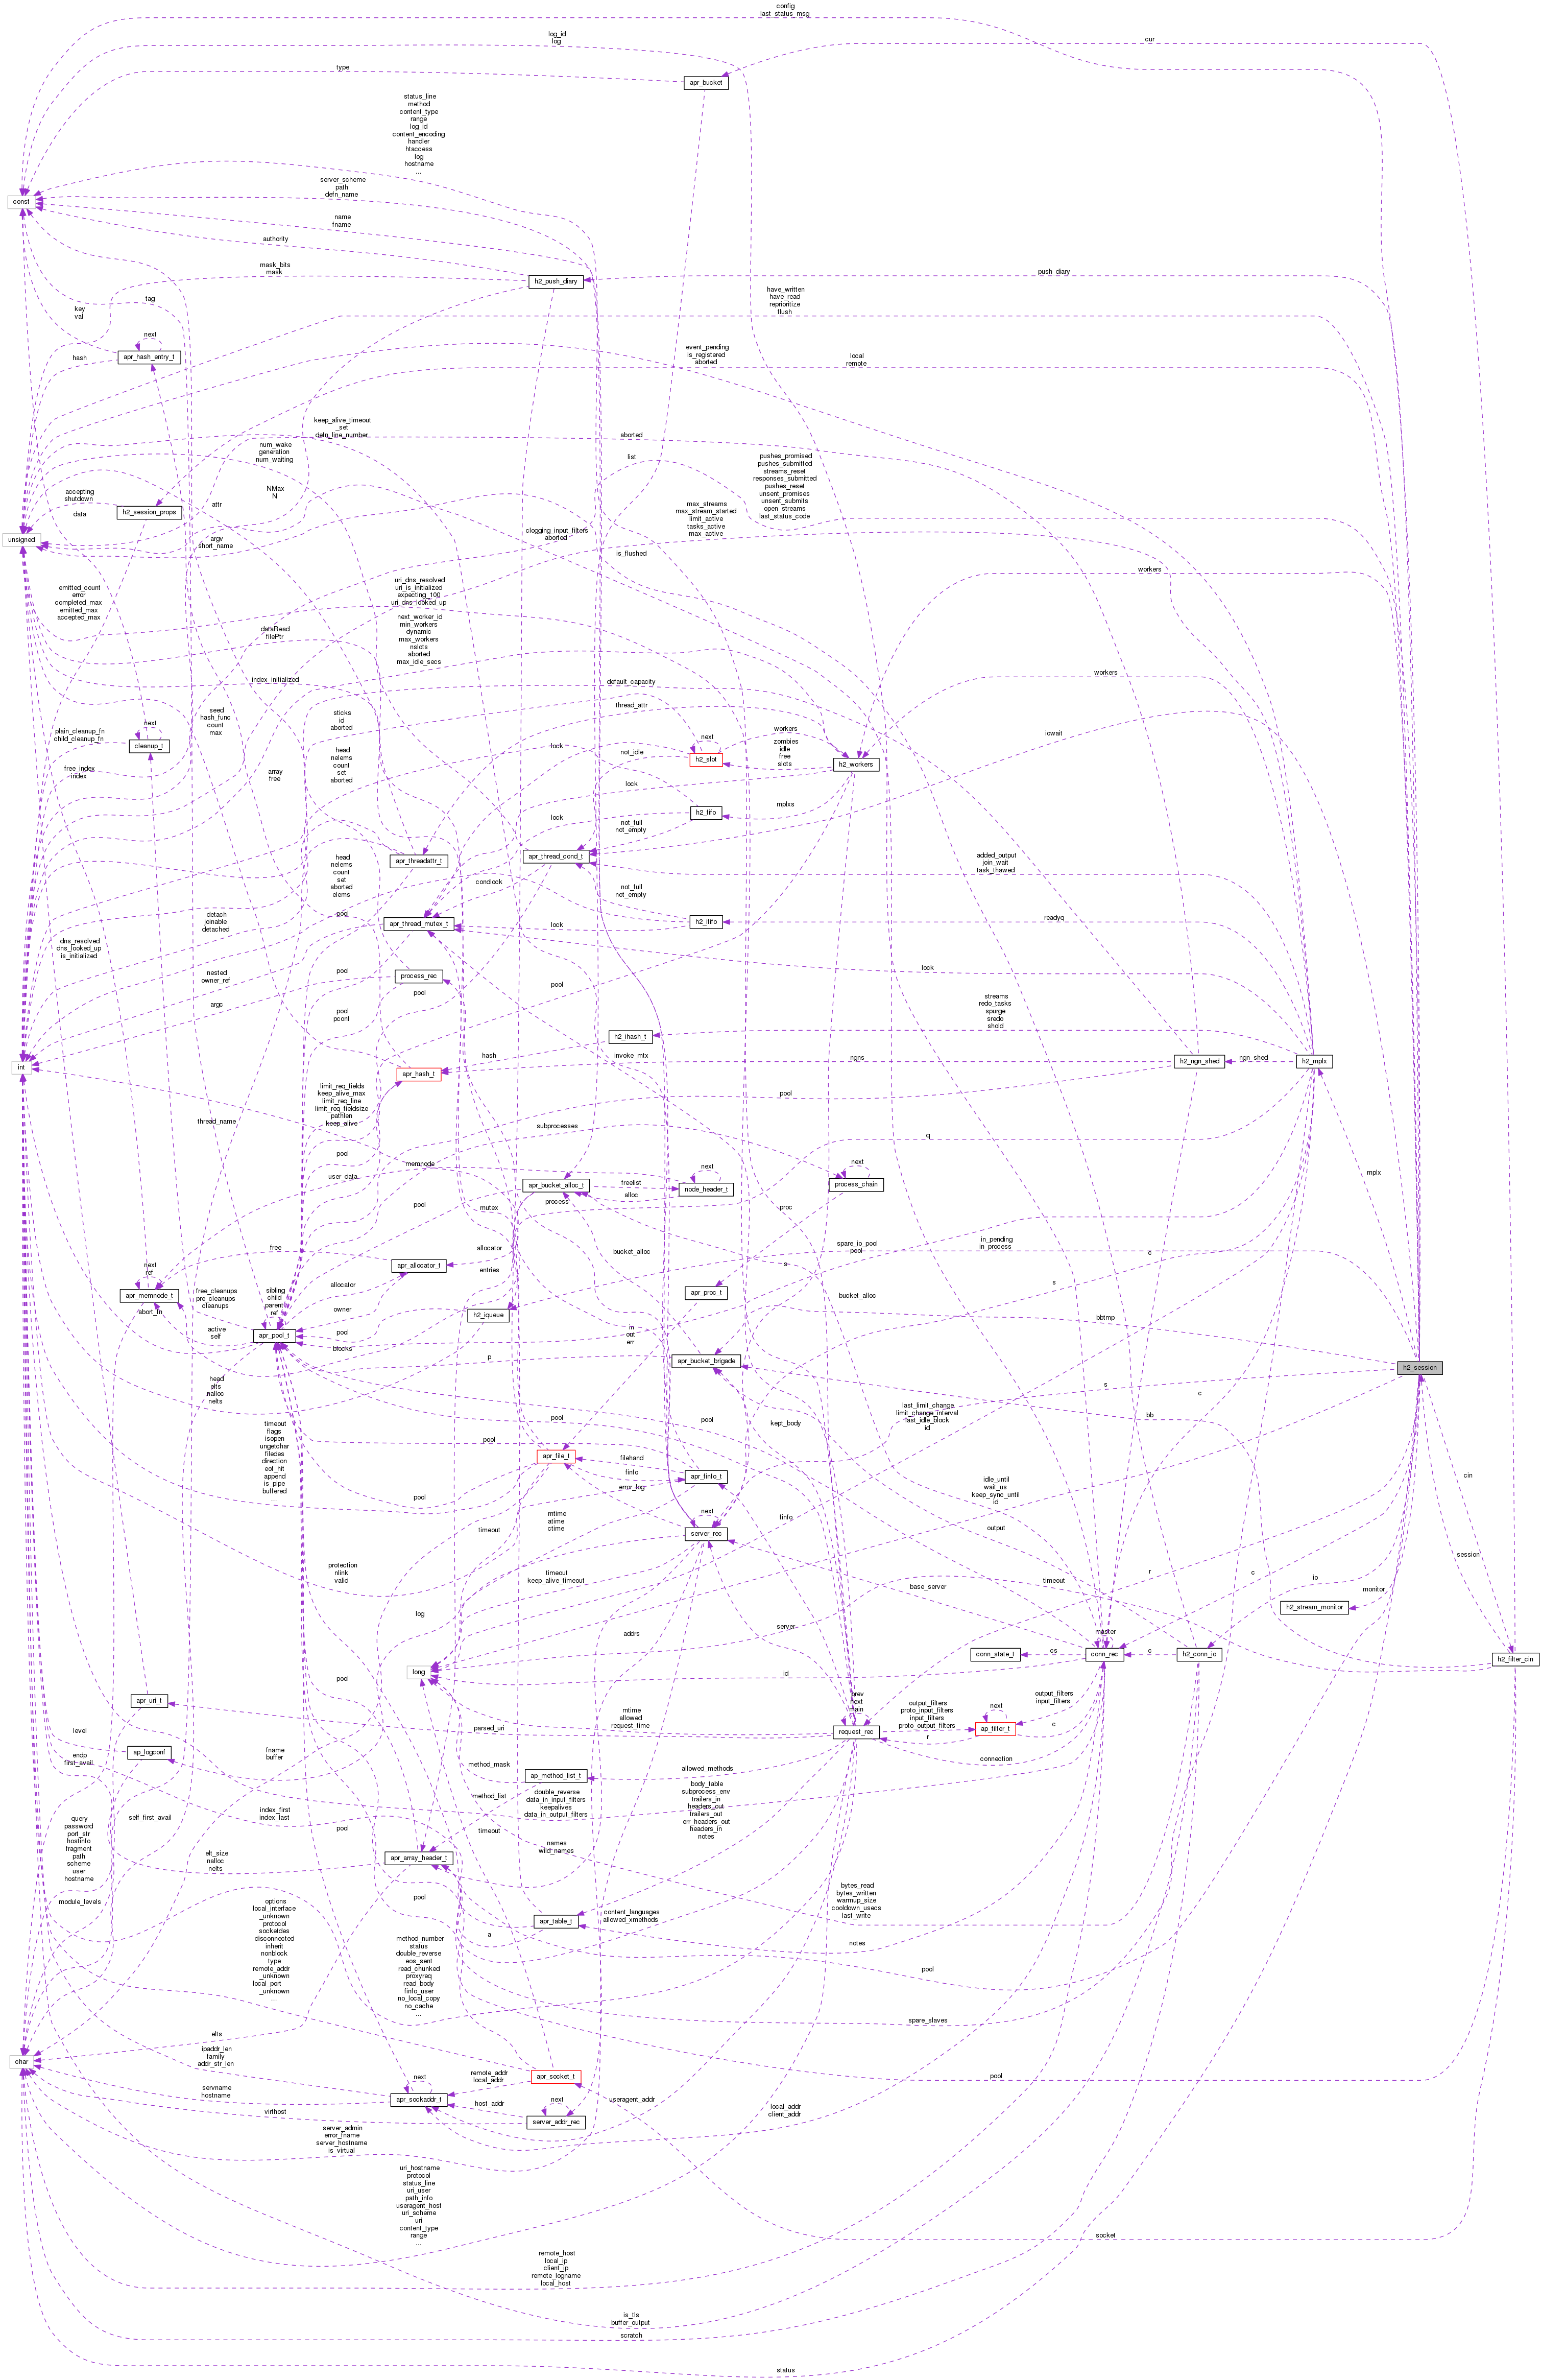 config
last_status_msg
log_id
log
cur
type
apr_bucket
status_line
method
content_type
range
log_id
content_encoding
handler
htaccess
log
hostname
...
server_scheme
path
defn_name
const
name
fname
authority
mask_bits
mask
h2_push_diary
push_diary
have_written
have_read
reprioritize
flush
tag
key
val
next
apr_hash_entry_t
hash
event_pending
is_registered
aborted
local
remote
keep_alive_timeout
_set
defn_line_number
aborted
num_wake
generation
num_waiting
list
pushes_promised
pushes_submitted
streams_reset
responses_submitted
pushes_reset
unsent_promises
unsent_submits
open_streams
last_status_code
accepting
shutdown
NMax
N
attr
max_streams
max_stream_started
limit_active
tasks_active
max_active
data
h2_session_props
unsigned
argv
short_name
clogging_input_filters
aborted
is_flushed
workers
emitted_count
error
completed_max
emitted_max
accepted_max
uri_dns_resolved
uri_is_initialized
expecting_100
uri_dns_looked_up
dataRead
filePtr
next_worker_id
min_workers
dynamic
max_workers
nslots
aborted
max_idle_secs
index_initialized
default_capacity
workers
thread_attr
seed
hash_func
count
max
sticks
id
aborted
plain_cleanup_fn
child_cleanup_fn
next
cleanup_t
next
workers
iowait
lock
not_idle
h2_slot
zombies
idle
free
slots
h2_workers
head
nelems
count
set
aborted
free_index
index
array
free
lock
mplxs
h2_fifo
lock
not_full
not_empty
apr_threadattr_t
apr_thread_cond_t
added_output
join_wait
task_thawed
head
nelems
count
set
aborted
elems
condlock
not_full
not_empty
detach
joinable
detached
pool
apr_thread_mutex_t
lock
h2_ififo
readyq
dns_resolved
dns_looked_up
is_initialized
nested
owner_ref
pool
process_rec
pool
lock
argc
pool
pconf
pool
streams
redo_tasks
spurge
sredo
shold
h2_ihash_t
int
hash
invoke_mtx
ngns
h2_ngn_shed
ngn_shed
h2_mplx
apr_hash_t
limit_req_fields
keep_alive_max
limit_req_line
limit_req_fieldsize
pathlen
keep_alive
pool
thread_name
subprocesses
q
pool
memnode
next
next
user_data
apr_bucket_alloc_t
freelist
alloc
node_header_t
process_chain
mplx
pool
process
mutex
proc
c
free
allocator
apr_allocator_t
bucket_alloc
spare_io_pool
pool
in_pending
in_process
next
ref
apr_memnode_t
entries
s
free_cleanups
pre_cleanups
cleanups
sibling
child
parent
ref
allocator
owner
apr_proc_t
bucket_alloc
s
abort_fn
h2_iqueue
bbtmp
active
self
apr_pool_t
pool
in
out
err
blocks
p
apr_bucket_brigade
h2_session
head
elts
nalloc
nelts
c
s
last_limit_change
limit_change_interval
last_idle_block
id
bb
timeout
flags
isopen
ungetchar
filedes
direction
eof_hit
append
is_pipe
buffered
pool
kept_body
pool
apr_file_t
filehand
finfo
apr_finfo_t
pool
error_log
idle_until
wait_us
keep_sync_until
id
cin
mtime
atime
ctime
timeout
next
server_rec
finfo
output
protection
nlink
valid
timeout
keep_alive_timeout
base_server
timeout
session
r
c
io
h2_stream_monitor
monitor
log
addrs
server
master
conn_rec
cs
conn_state_t
c
h2_conn_io
h2_filter_cin
long
id
pool
apr_uri_t
parsed_uri
mtime
allowed
request_time
prev
next
main
request_rec
output_filters
proto_input_filters
input_filters
proto_output_filters
next
ap_filter_t
output_filters
input_filters
r
c
connection
level
endp
first_avail
ap_logconf
fname
buffer
method_mask
ap_method_list_t
allowed_methods
method_list
double_reverse
data_in_input_filters
keepalives
data_in_output_filters
body_table
subprocess_env
trailers_in
headers_out
trailers_out
err_headers_out
headers_in
notes
self_first_avail
index_first
index_last
query
password
port_str
hostinfo
fragment
path
scheme
user
hostname
pool
timeout
names
wild_names
apr_array_header_t
elt_size
nalloc
nelts
bytes_read
bytes_written
warmup_size
cooldown_usecs
last_write
module_levels
options
local_interface
_unknown
protocol
socketdes
disconnected
inherit
nonblock
type
remote_addr
_unknown
local_port
_unknown
...
pool
apr_table_t
content_languages
allowed_xmethods
a
notes
pool
method_number
status
double_reverse
eos_sent
read_chunked
proxyreq
read_body
finfo_user
no_local_copy
no_cache
...
spare_slaves
elts
char
ipaddr_len
family
addr_str_len
servname
hostname
next
apr_sockaddr_t
remote_addr
local_addr
apr_socket_t
pool
host_addr
next
server_addr_rec
useragent_addr
local_addr
client_addr
virthost
server_admin
error_fname
server_hostname
is_virtual
uri_hostname
protocol
status_line
uri_user
path_info
useragent_host
uri_scheme
uri
content_type
range
...
socket
remote_host
local_ip
client_ip
remote_logname
local_host
is_tls
buffer_output
scratch
status